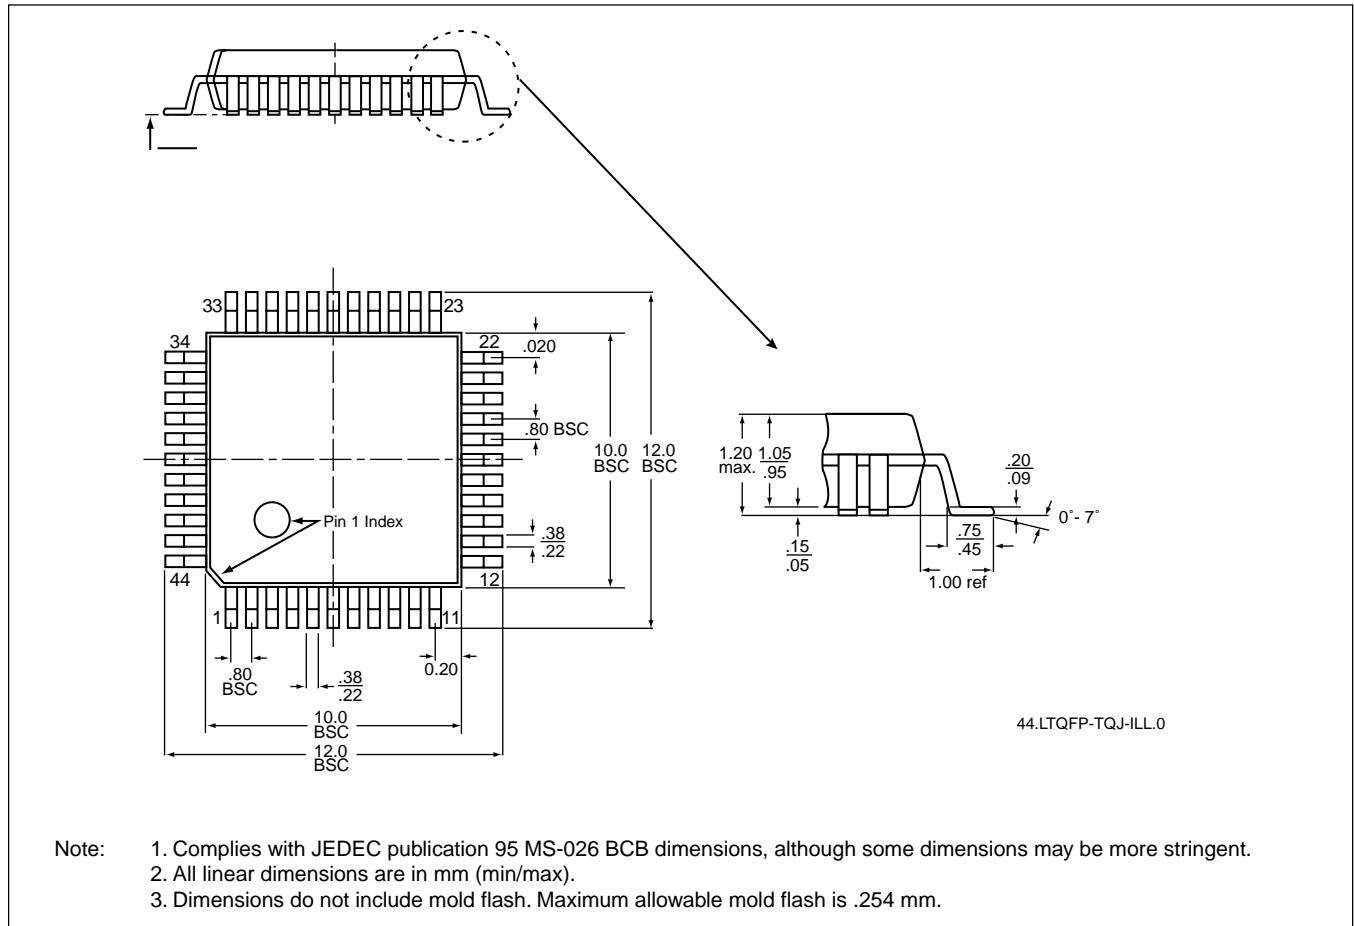 33
23
34
22
.020
.80 BSC
10.0
BSC
12.0
BSC
1.20
max.
1.05
.95
.20
.09
0˚- 7˚
.15
.05
.75
.45
1.00 ref
Pin 1 Index
.38
.22
44
12
1
11
.80
BSC
.38
.22
0.20
10.0
BSC
12.0
BSC
44.LTQFP-TQJ-ILL.0
Note: 1. Complies with JEDEC publication 95 MS-026 BCB dimensions, although some dimensions may be more stringent.
2. All linear dimensions are in mm (min/max).
3. Dimensions do not include mold flash. Maximum allowable mold flash is .254 mm.